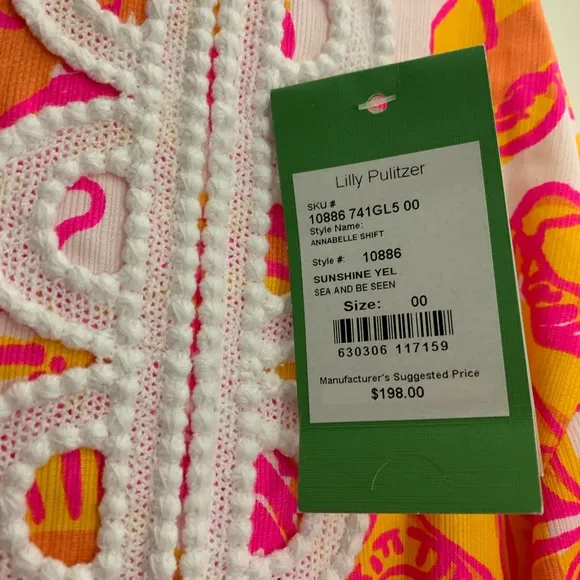 Lilly Pulitzer
SKU #
10886 741GL5 00
Style Name:
ANNABELLE SHIFT
Style #: 10886
SUNSHINE YEL
SEA AND BE SEEN
Size: 00
630306 117159
Manufacturer's Suggested Price
$198.00